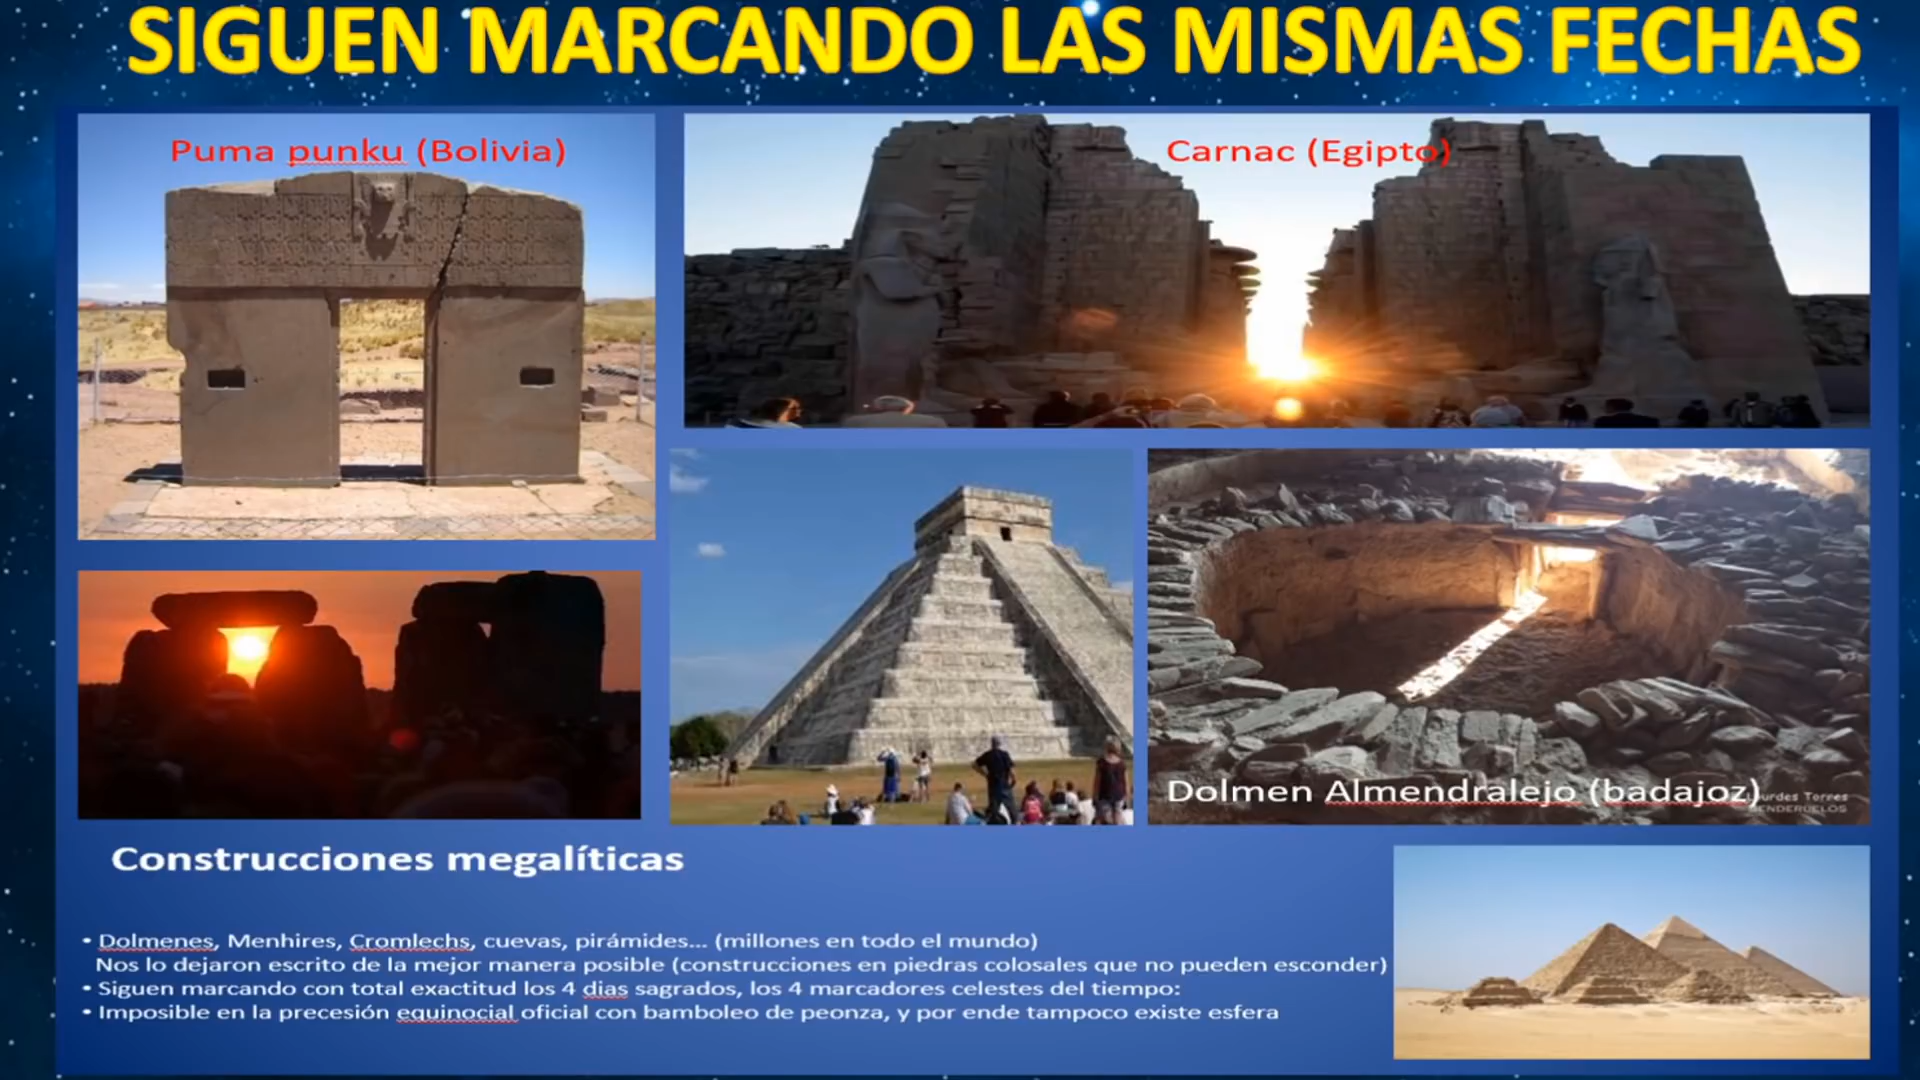 SIGUEN MARCANDO LAS MISMAS FECHAS
Puma punku (Bolivia)
Carnac (Egipto)
Dolmen Almendralejo (badajoz)
urdes Torres
SENDERUELOS
Construcciones megalíticas
• Dolmenes, Menhires, Cromlechs, cuevas, pirámides... (millones en todo el mundo)
Nos lo dejaron escrito de la mejor manera posible (construcciones en piedras colosales que no pueden esconder)
• Siguen marcando con total exactitud los 4 dias sagrados, los 4 marcadores celestes del tiempo:
• Imposible en la precesión equinocial oficial con bamboleo de peonza, y por ende tampoco existe esfera